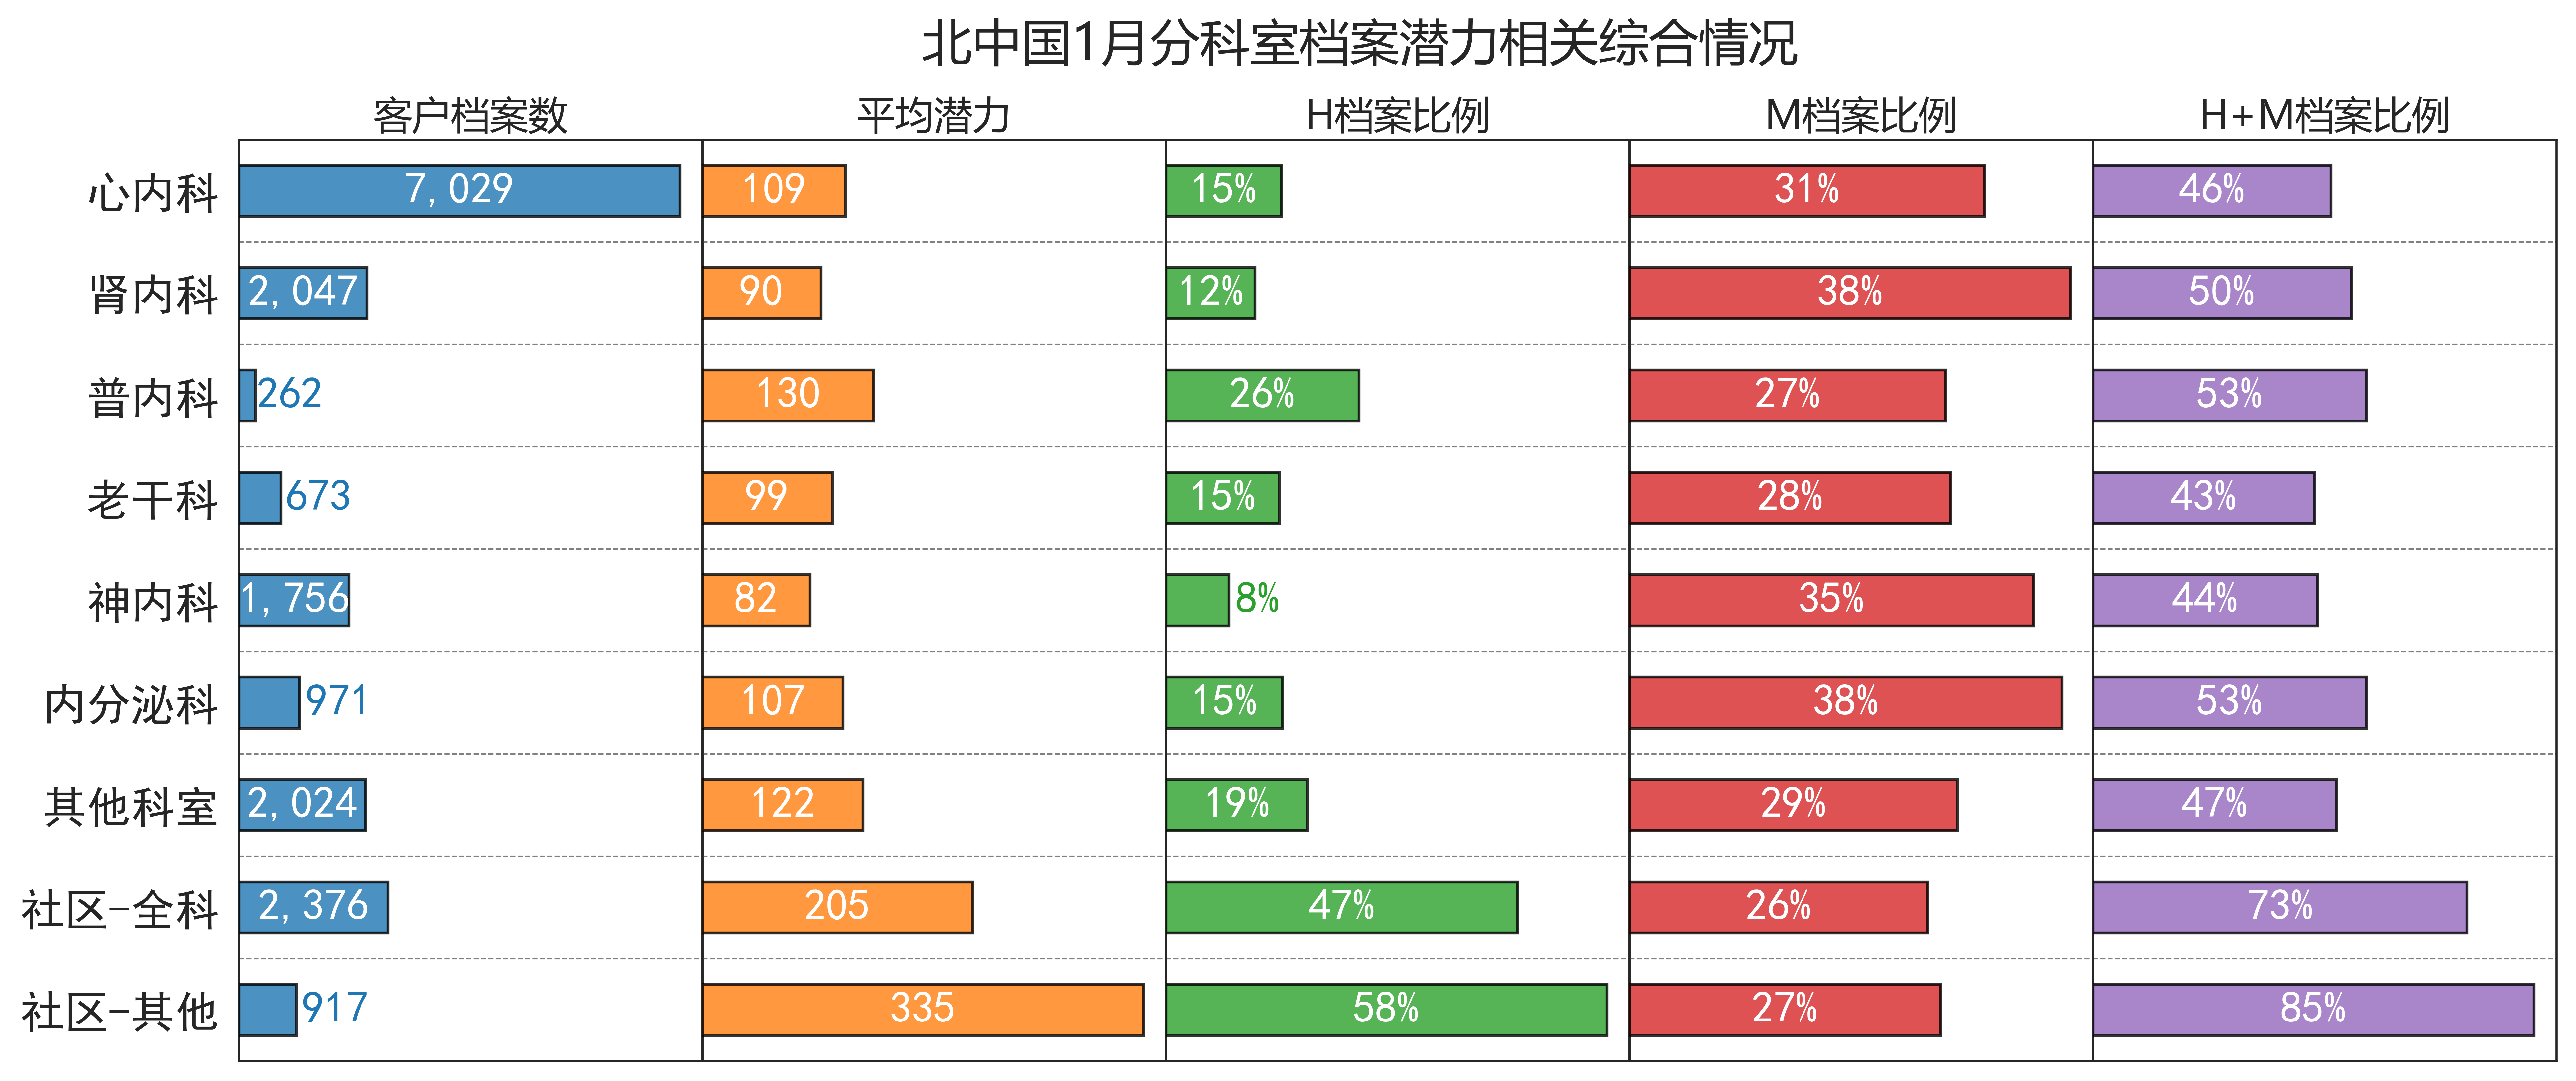 北中国1月分科室档案潜力相关综合情况
客户档案数 平均潜力 H档案比例 M档案比例 H+M档案比例
心内科 7,029 109 15% 31% 46%
肾内科 2,047 90 12% 38% 50%
普内科 262 130 26% 27% 53%
老干科 673 99 15% 28% 43%
神内科 1,756 82 8% 35% 44%
内分泌科 971 107 15% 38% 53%
其他科室 2,024 122 19% 29% 47%
社区-全科 2,376 205 47% 26% 73%
社区-其他 917 335 58% 27% 85%